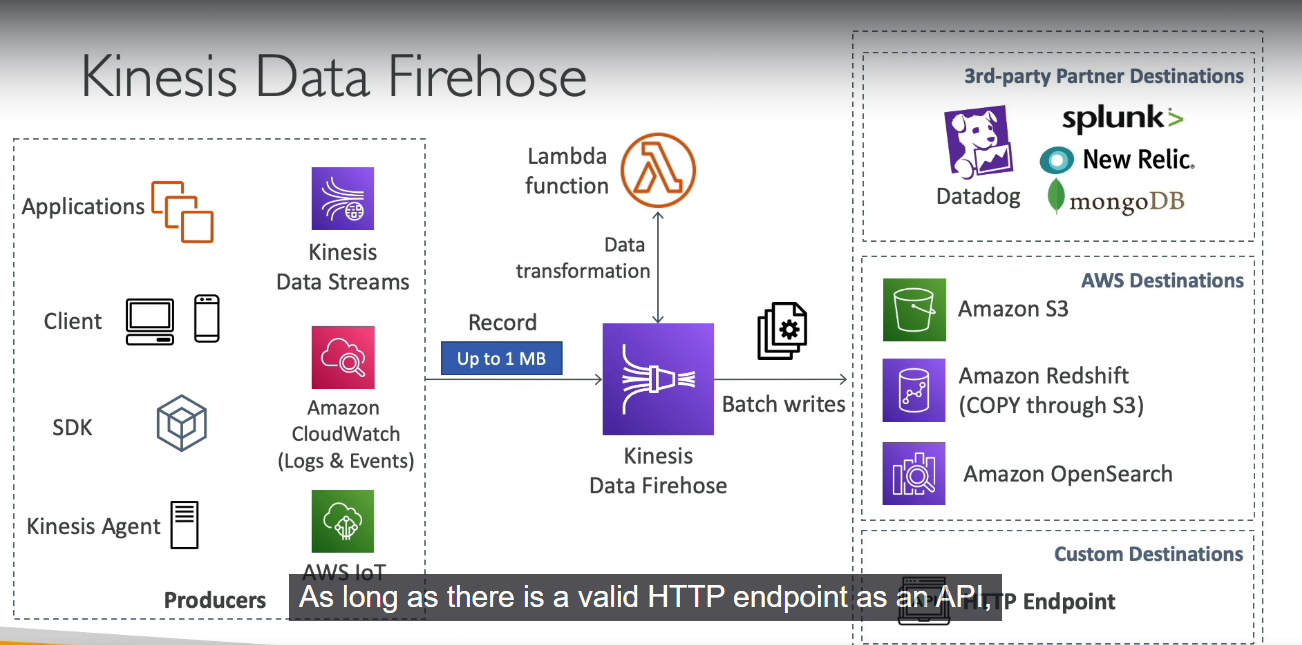 Kinesis Data Firehose
Applications
Client
SDK
Kinesis Agent
Kinesis
Data Streams
Amazon
CloudWatch
(Logs & Events)
AWS IoT
Producers
Record
Up to 1 MB
Lambda
function
Data
transformation
Kinesis
Data Firehose
Batch writes
3rd-party Partner Destinations
Datadog
splunk>
New Relic.
mongoDB
AWS Destinations
Amazon S3
Amazon Redshift
(COPY through S3)
Amazon OpenSearch
Custom Destinations
API
HTTP Endpoint
As long as there is a valid HTTP endpoint as an API,